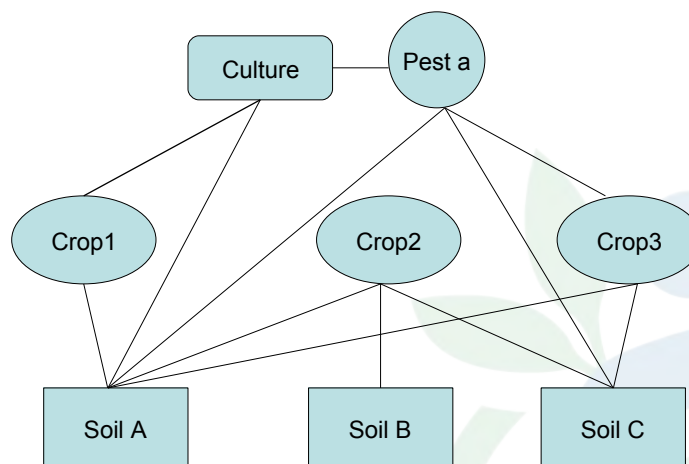 Culture
Pest a
Crop1
Crop2
Crop3
Soil A
Soil B
Soil C